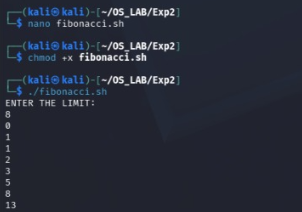 ┌──(kali㉿kali)-[~/OS_LAB/Exp2]
└─$ nano fibonacci.sh
┌──(kali㉿kali)-[~/OS_LAB/Exp2]
└─$ chmod +x fibonacci.sh
┌──(kali㉿kali)-[~/OS_LAB/Exp2]
└─$ ./fibonacci.sh
ENTER THE LIMIT:
8
0
1
1
2
3
5
8
13